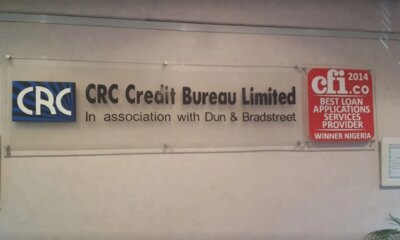 CRC
CRC Credit Bureau Limited
In association with Dun & Bradstreet
cfi.co 2014
BEST LOAN
APPLICATIONS
SERVICES
PROVIDER
WINNER NIGERIA